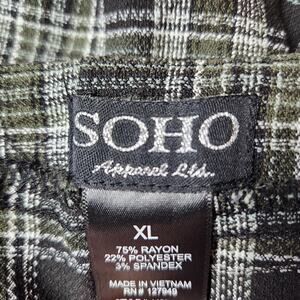 SOHO
Apparel Ltd.
XL
75% RAYON
22% POLYESTER
3% SPANDEX
MADE IN VIETNAM
RN# 127949